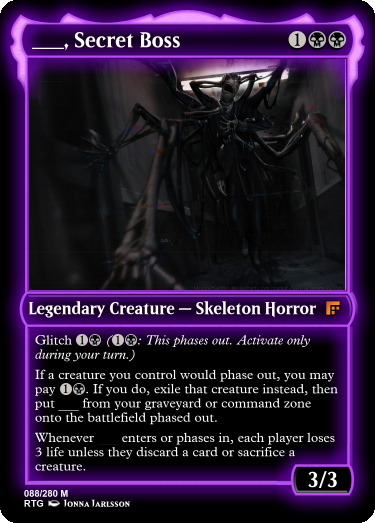 ___, Secret Boss 1
Legendary Creature — Skeleton Horror
Glitch 1 (1: This phases out. Activate only
during your turn.)
If a creature you control would phase out, you may
pay 1. If you do, exile that creature instead, then
put ___ from your graveyard or command zone
onto the battlefield phased out.
Whenever ___ enters or phases in, each player loses
3 life unless they discard a card or sacrifice a
creature.
3/3
088/280 M
RTG Jonna Jarlsson